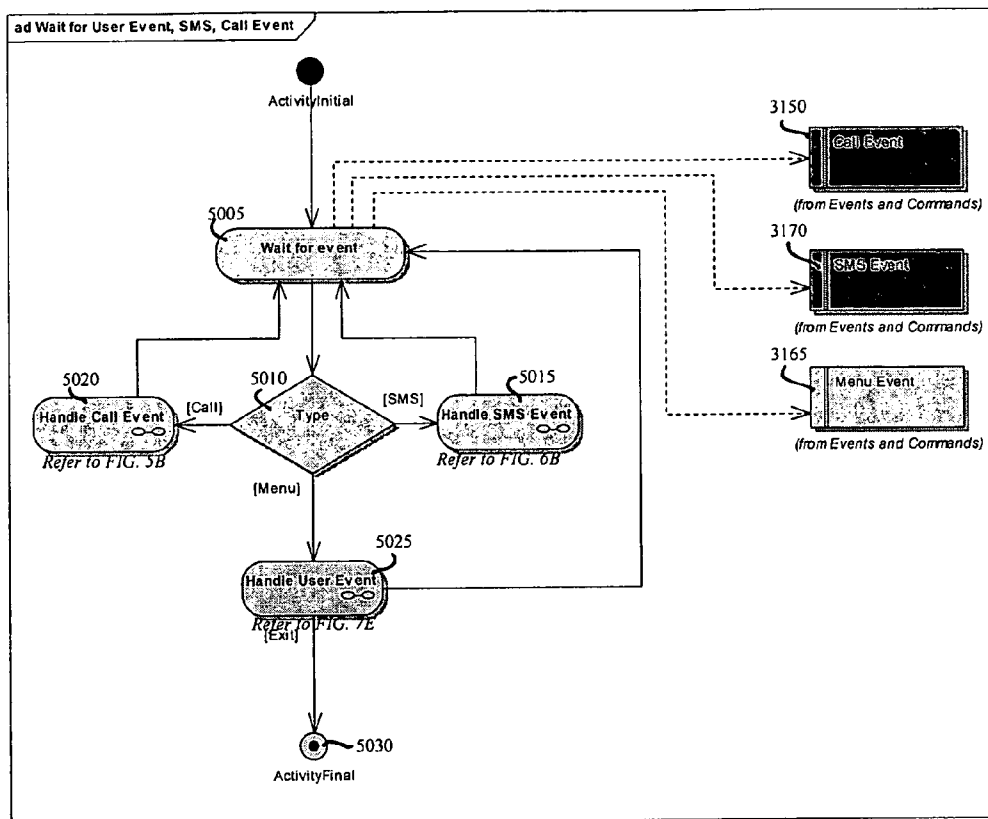 ad Wait for User Event, SMS, Call Event
ActivityInitial
3150
Call Event
(from Events and Commands)
5005
Wait for event
3170
SMS Event
(from Events and Commands)
3165
Menu Event
(from Events and Commands)
5020
Handle Call Event
Refer to FIG. 5B
[Call]
5010
Type
[SMS]
5015
Handle SMS Event
Refer to FIG. 6B
[Menu]
5025
Handle User Event
Refer to FIG. 7E
[Exit]
5030
ActivityFinal